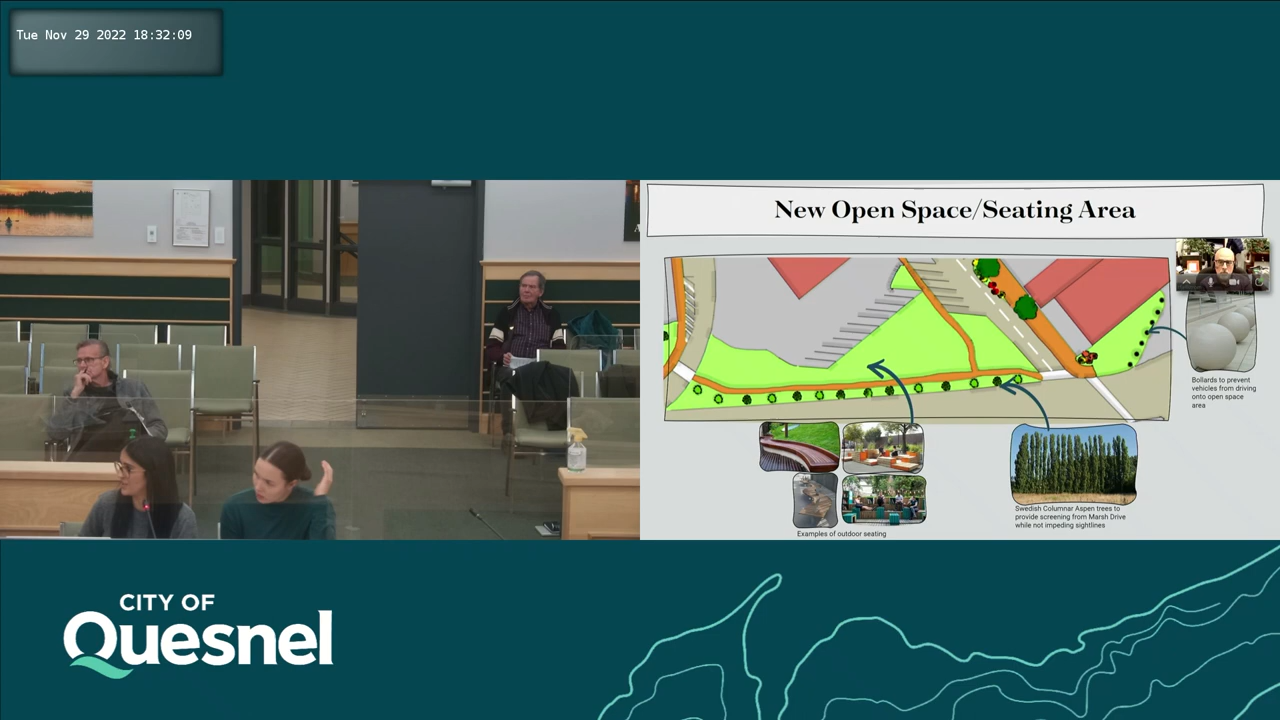 Tue Nov 29 2022 18:32:09
New Open Space/Seating Area
Bollards to prevent
vehicles from driving
onto open space
area
Swedish Columnar Aspen trees to
provide screening from Marsh Drive
while not impeding sightlines
Examples of outdoor seating
CITY OF
Quesnel